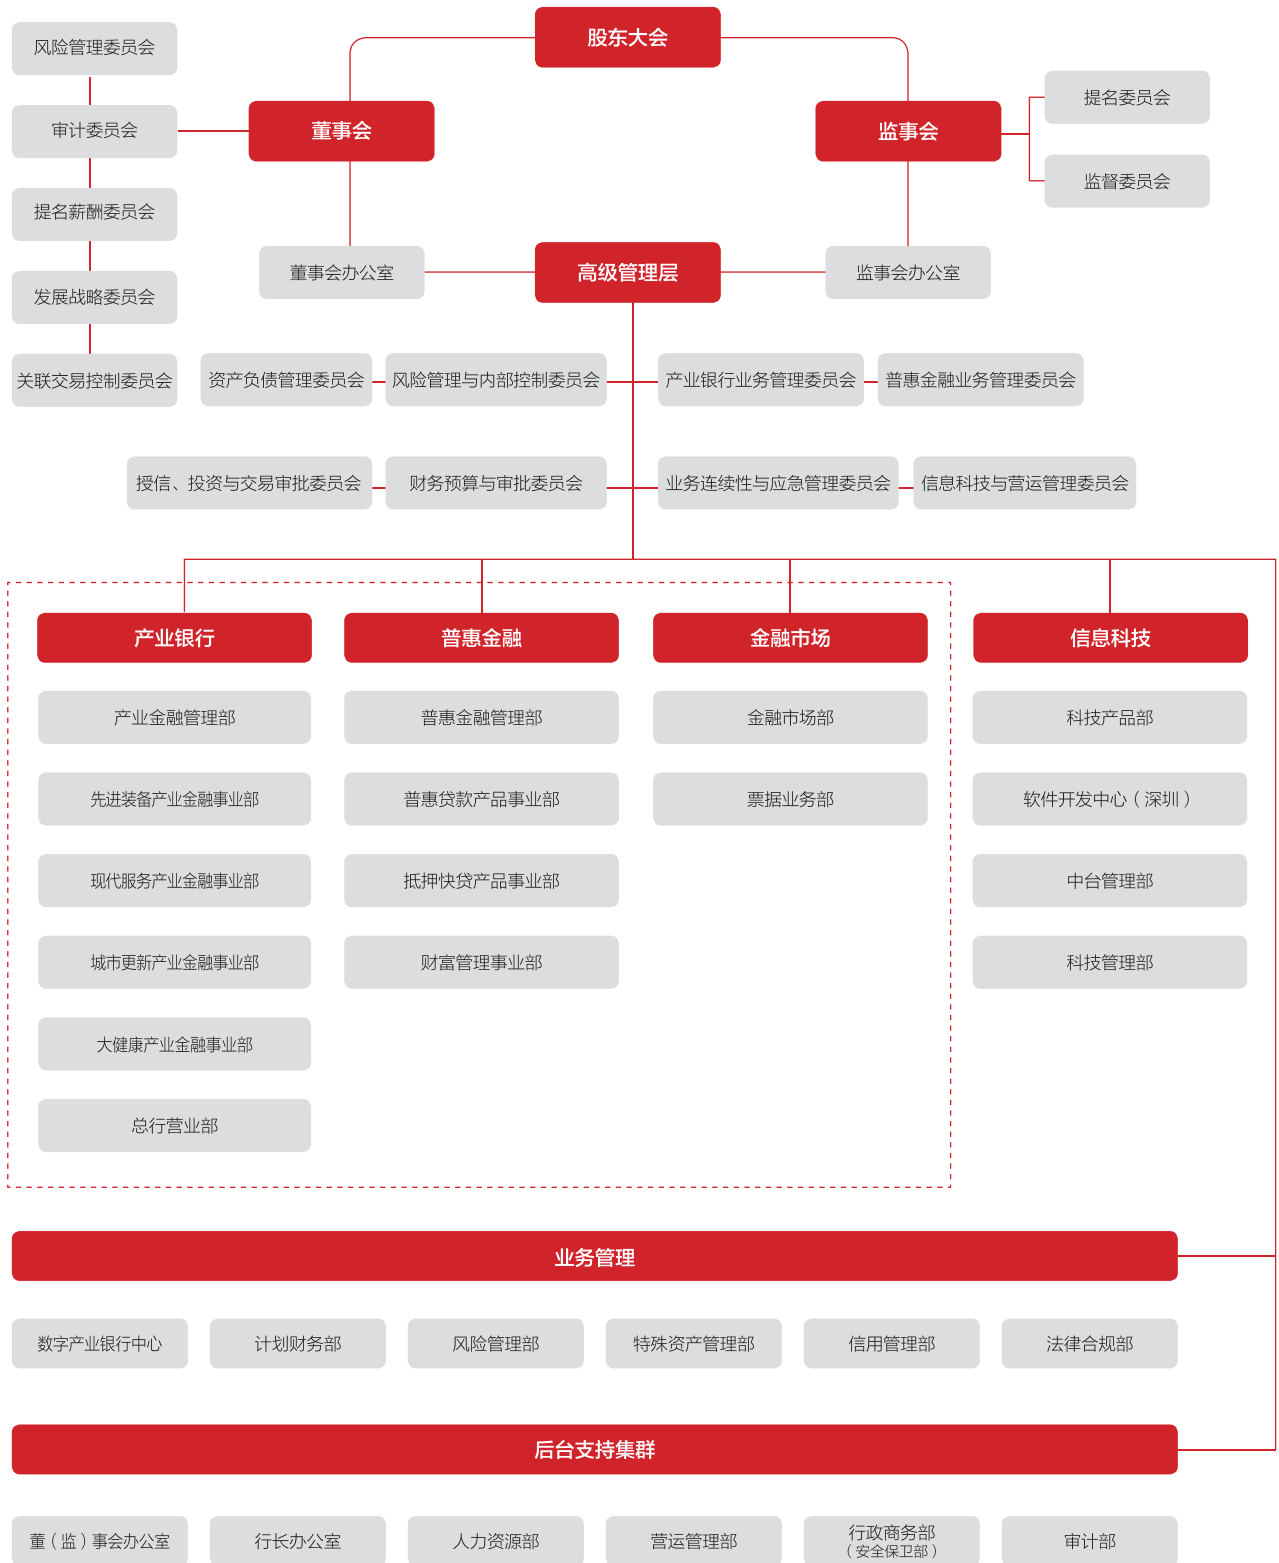 股东大会
风险管理委员会
审计委员会
提名薪酬委员会
发展战略委员会
关联交易控制委员会
董事会
监事会
提名委员会
监督委员会
董事会办公室
高级管理层
监事会办公室
资产负债管理委员会
风险管理与内部控制委员会
产业银行业务管理委员会
普惠金融业务管理委员会
授信、投资与交易审批委员会
财务预算与审批委员会
业务连续性与应急管理委员会
信息科技与营运管理委员会
产业银行
产业金融管理部
先进装备产业金融事业部
现代服务产业金融事业部
城市更新产业金融事业部
大健康产业金融事业部
总行营业部
普惠金融
普惠金融管理部
普惠贷款产品事业部
抵押快贷产品事业部
财富管理事业部
金融市场
金融市场部
票据业务部
信息科技
科技产品部
软件开发中心（深圳）
中台管理部
科技管理部
业务管理
数字产业银行中心
计划财务部
风险管理部
特殊资产管理部
信用管理部
法律合规部
后台支持集群
董（监）事会办公室
行长办公室
人力资源部
营运管理部
行政商务部
（安全保卫部）
审计部